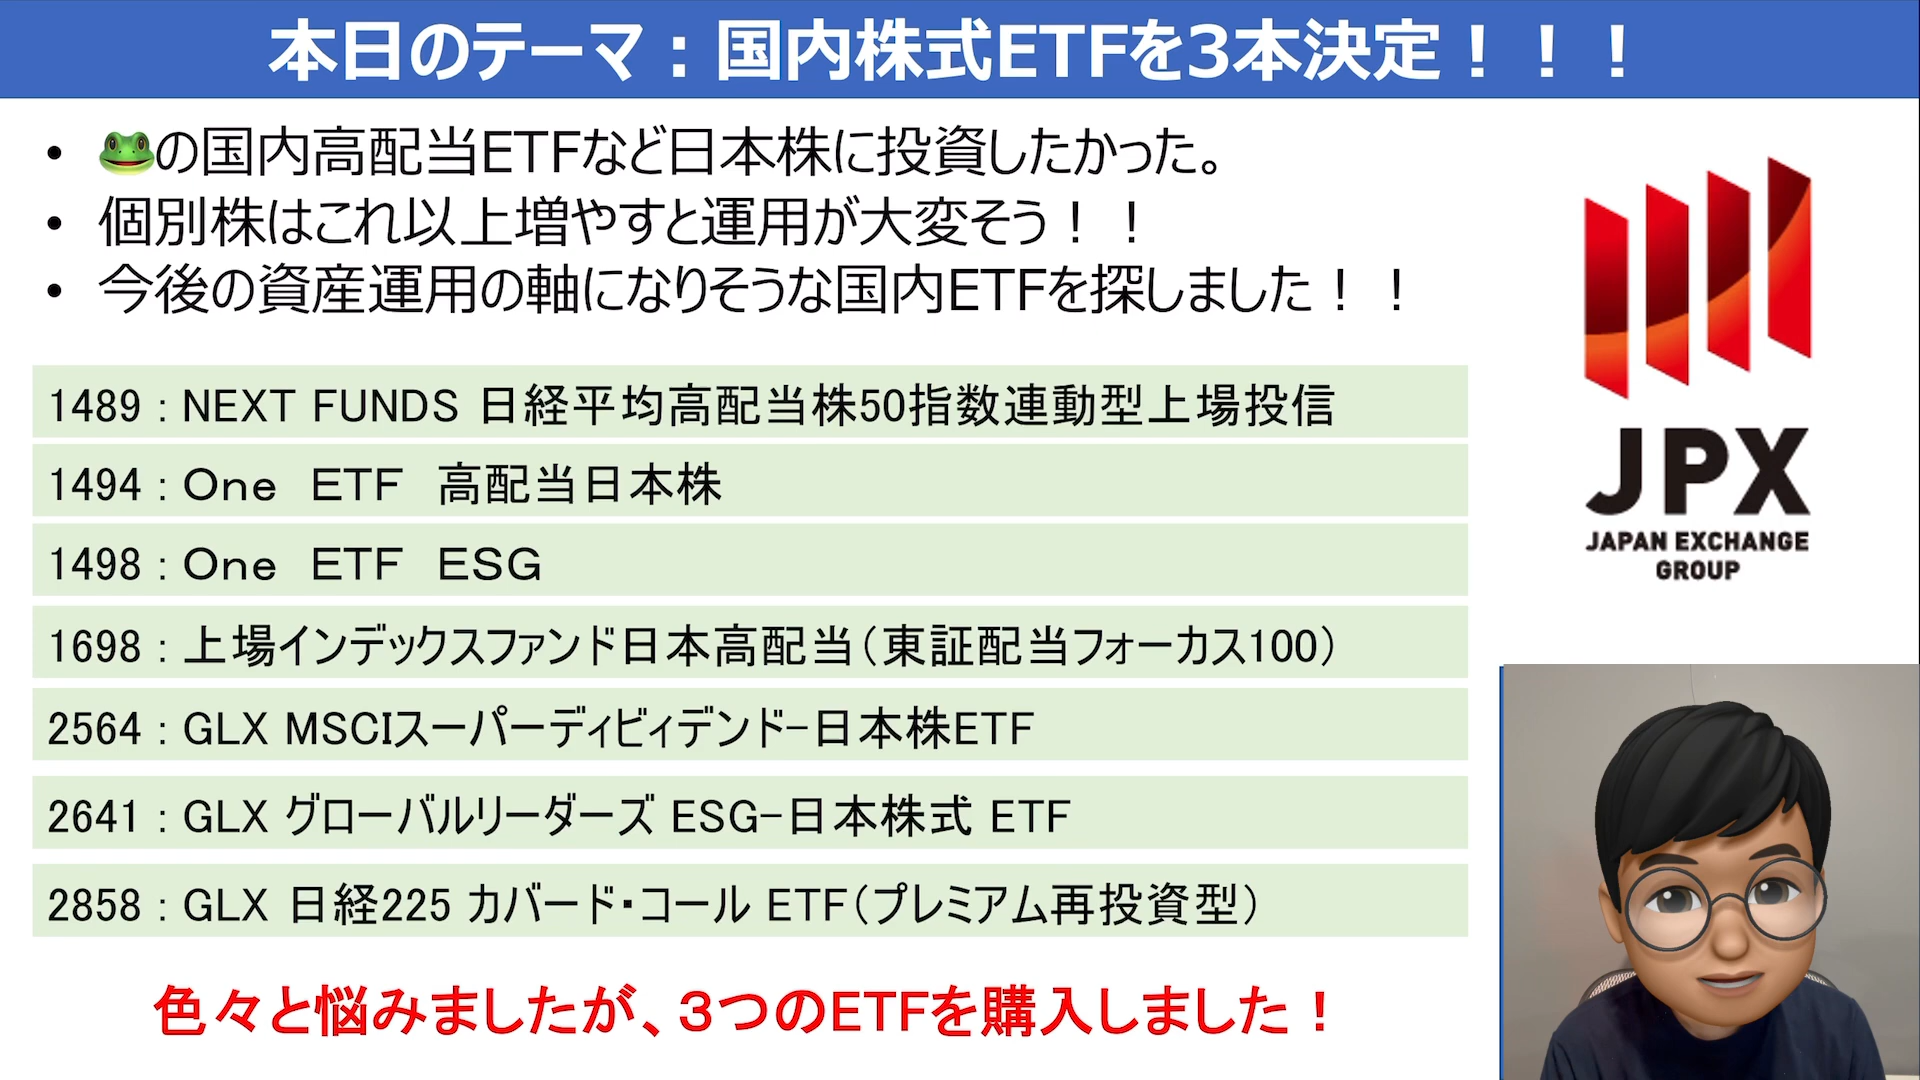 本日のテーマ：国内株式ETFを3本決定！！！
• 🐸の国内高配当ETFなど日本株に投資したかった。
• 個別株はこれ以上増やすと運用が大変そう！！
• 今後の資産運用の軸になりそうな国内ETFを探しました！！
1489：NEXT FUNDS 日経平均高配当株50指数連動型上場投信
1494：One　ETF　高配当日本株
1498：One　ETF　ESG
1698：上場インデックスファンド日本高配当（東証配当フォーカス100）
2564：GLX MSCIスーパーディビィデンド-日本株ETF
2641：GLX グローバルリーダーズ ESG-日本株式 ETF
2858：GLX 日経225 カバード・コール ETF（プレミアム再投資型）
色々と悩みましたが、３つのETFを購入しました！
JPX
JAPAN EXCHANGE
GROUP